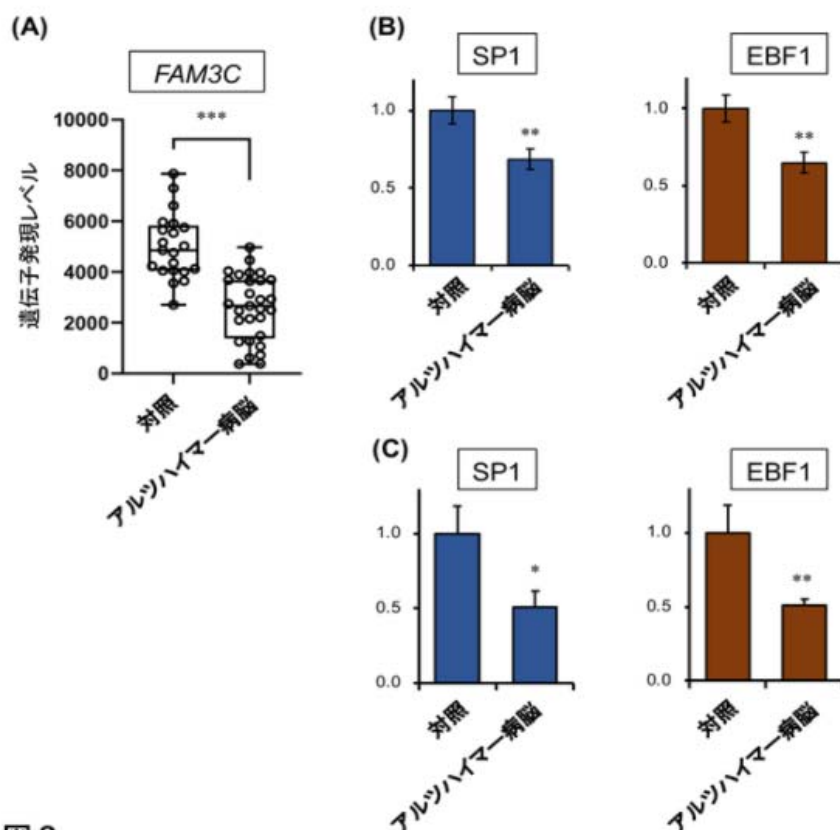 (A)
FAM3C
***
遺伝子発現レベル
10000
8000
6000
4000
2000
0
対照
アルツハイマー病脳
(B)
SP1
1.0
0.5
0.0
**
対照
アルツハイマー病脳
EBF1
1.0
0.5
0.0
**
対照
アルツハイマー病脳
(C)
SP1
1.0
0.5
0.0
*
対照
アルツハイマー病脳
EBF1
1.0
0.5
0.0
**
対照
アルツハイマー病脳